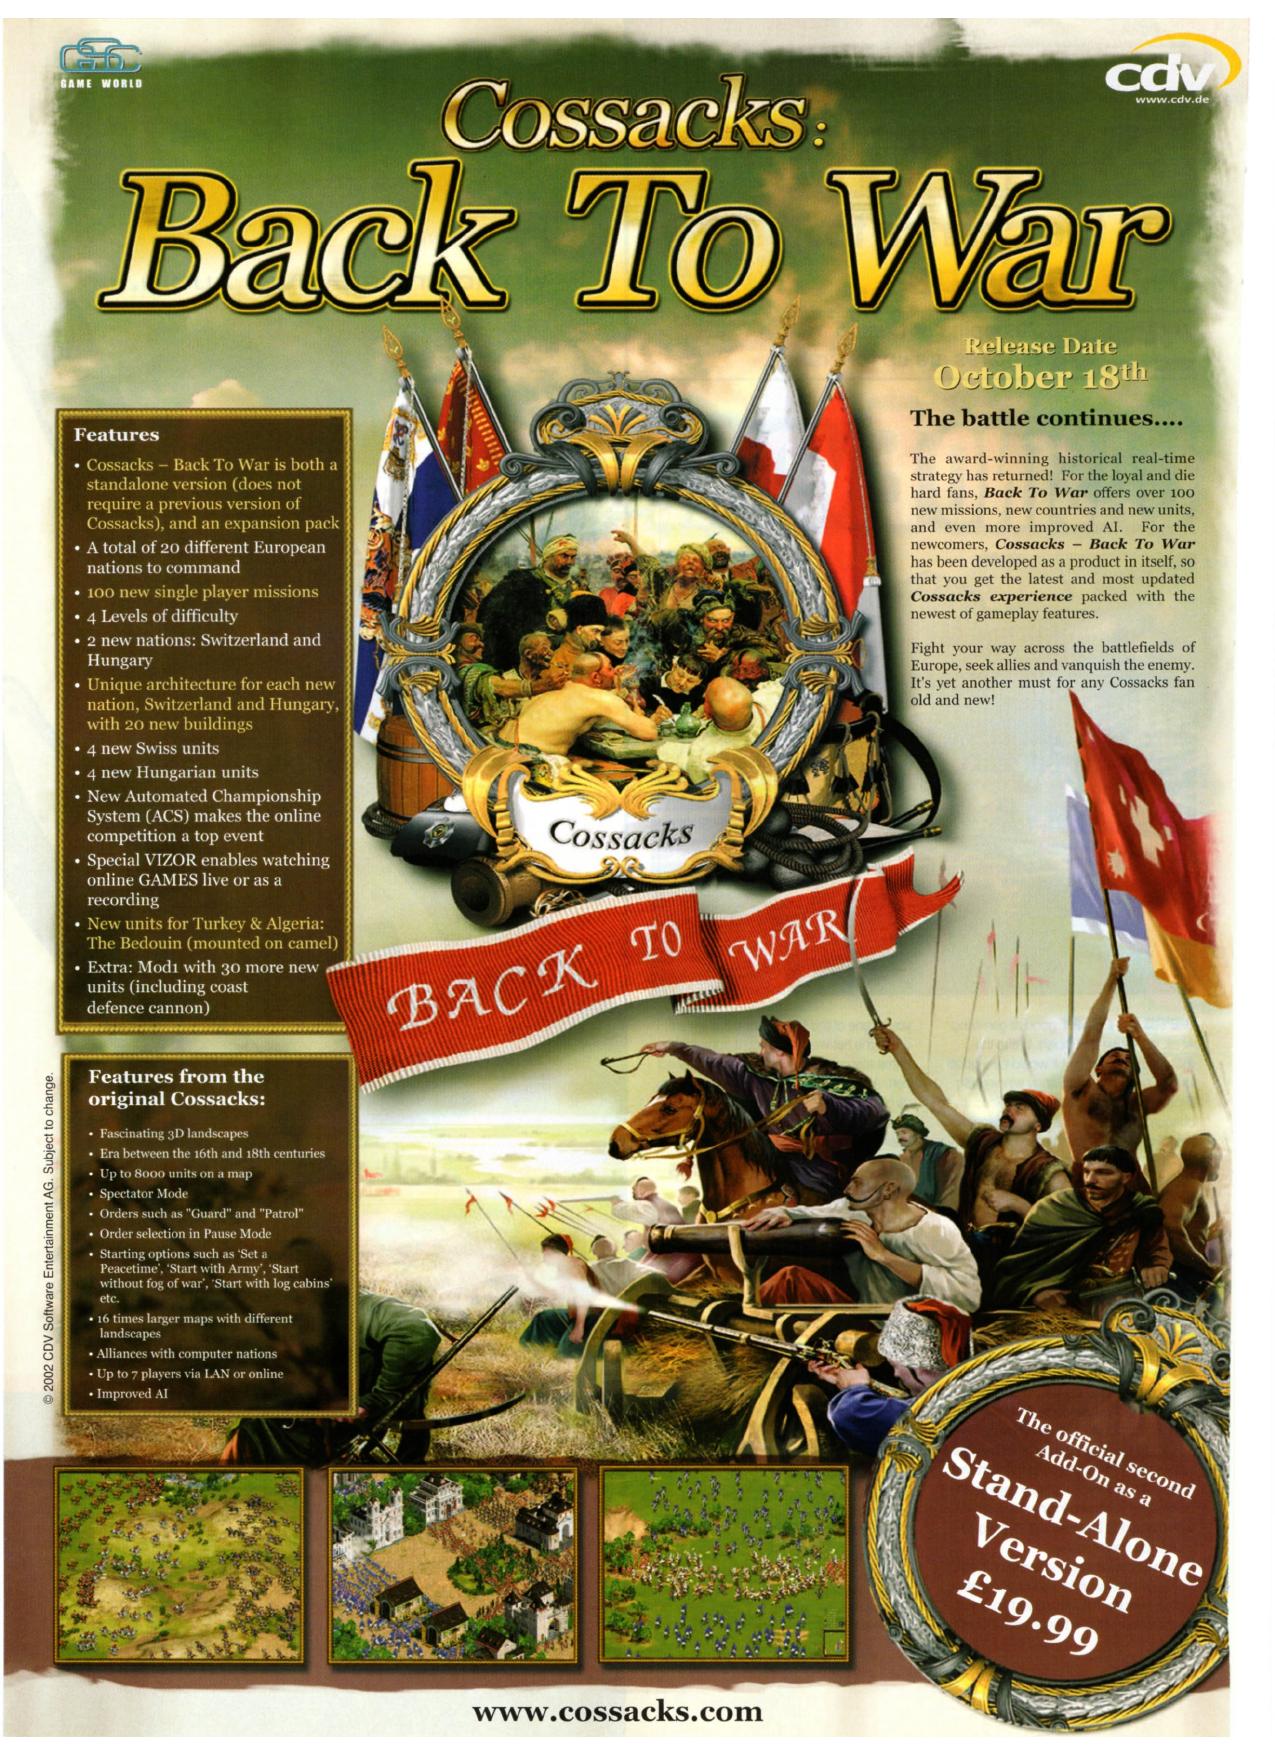 GSC
GAME WORLD
cdv
www.cdv.de
Cossacks:
Back To War
Release Date
October 18th
The battle continues....
The award-winning historical real-time
strategy has returned! For the loyal and die
hard fans, Back To War offers over 100
new missions, new countries and new units,
and even more improved AI. For the
newcomers, Cossacks – Back To War
has been developed as a product in itself, so
that you get the latest and most updated
Cossacks experience packed with the
newest of gameplay features.
Fight your way across the battlefields of
Europe, seek allies and vanquish the enemy.
It's yet another must for any Cossacks fan
old and new!
Features
• Cossacks – Back To War is both a
standalone version (does not
require a previous version of
Cossacks), and an expansion pack
• A total of 20 different European
nations to command
• 100 new single player missions
• 4 Levels of difficulty
• 2 new nations: Switzerland and
Hungary
• Unique architecture for each new
nation, Switzerland and Hungary,
with 20 new buildings
• 4 new Swiss units
• 4 new Hungarian units
• New Automated Championship
System (ACS) makes the online
competition a top event
• Special VIZOR enables watching
online GAMES live or as a
recording
• New units for Turkey & Algeria:
The Bedouin (mounted on camel)
• Extra: Mod1 with 30 more new
units (including coast
defence cannon)
Cossacks
BACK TO WAR
Features from the
original Cossacks:
• Fascinating 3D landscapes
• Era between the 16th and 18th centuries
• Up to 8000 units on a map
• Spectator Mode
• Orders such as "Guard" and "Patrol"
• Order selection in Pause Mode
• Starting options such as 'Set a
Peacetime', 'Start with Army', 'Start
without fog of war', 'Start with log cabins'
etc.
• 16 times larger maps with different
landscapes
• Alliances with computer nations
• Up to 7 players via LAN or online
• Improved AI
© 2002 CDV Software Entertainment AG. Subject to change.
The official second
Add-On as a
Stand-Alone
Version
£19.99
www.cossacks.com